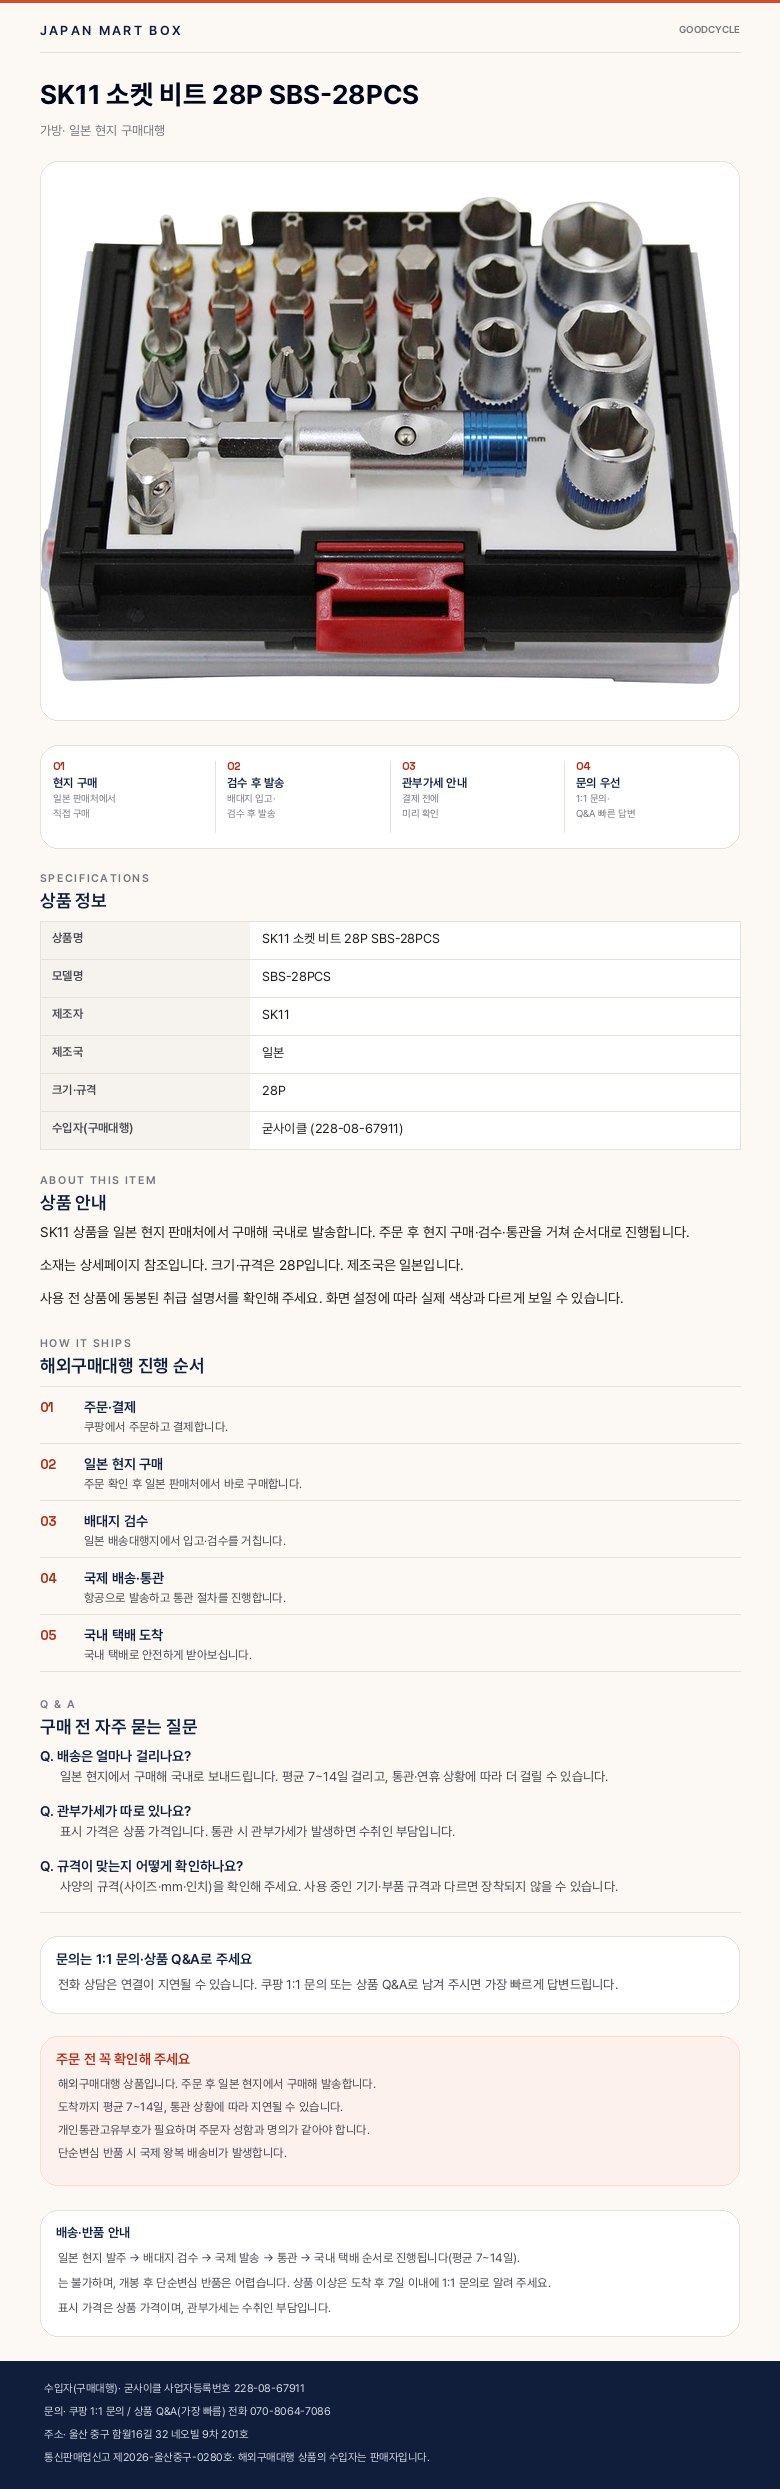 JAPAN MART BOX
GOODCYCLE
SK11 소켓 비트 28P SBS-28PCS
가방· 일본 현지 구매대행
mm
mm
01
현지 구매
일본 판매처에서
직접 구매
02
검수 후 발송
배대지 입고·
검수 후 발송
03
관부가세 안내
결제 전에
미리 확인
04
문의 우선
1:1 문의·
Q&A 빠른 답변
SPECIFICATIONS
상품 정보
상품명 SK11 소켓 비트 28P SBS-28PCS
모델명 SBS-28PCS
제조자 SK11
제조국 일본
크기·규격 28P
수입자(구매대행) 굳사이클 (228-08-67911)
ABOUT THIS ITEM
상품 안내
SK11 상품을 일본 현지 판매처에서 구매해 국내로 발송합니다. 주문 후 현지 구매·검수·통관을 거쳐 순서대로 진행됩니다.
소재는 상세페이지 참조입니다. 크기·규격은 28P입니다. 제조국은 일본입니다.
사용 전 상품에 동봉된 취급 설명서를 확인해 주세요. 화면 설정에 따라 실제 색상과 다르게 보일 수 있습니다.
HOW IT SHIPS
해외구매대행 진행 순서
01 주문·결제
쿠팡에서 주문하고 결제합니다.
02 일본 현지 구매
주문 확인 후 일본 판매처에서 바로 구매합니다.
03 배대지 검수
일본 배송대행지에서 입고·검수를 거칩니다.
04 국제 배송·통관
항공으로 발송하고 통관 절차를 진행합니다.
05 국내 택배 도착
국내 택배로 안전하게 받아보십니다.
Q & A
구매 전 자주 묻는 질문
Q. 배송은 얼마나 걸리나요?
일본 현지에서 구매해 국내로 보내드립니다. 평균 7~14일 걸리고, 통관·연휴 상황에 따라 더 걸릴 수 있습니다.
Q. 관부가세가 따로 있나요?
표시 가격은 상품 가격입니다. 통관 시 관부가세가 발생하면 수취인 부담입니다.
Q. 규격이 맞는지 어떻게 확인하나요?
사양의 규격(사이즈·mm·인치)을 확인해 주세요. 사용 중인 기기·부품 규격과 다르면 장착되지 않을 수 있습니다.
문의는 1:1 문의·상품 Q&A로 주세요
전화 상담은 연결이 지연될 수 있습니다. 쿠팡 1:1 문의 또는 상품 Q&A로 남겨 주시면 가장 빠르게 답변드립니다.
주문 전 꼭 확인해 주세요
해외구매대행 상품입니다. 주문 후 일본 현지에서 구매해 발송합니다.
도착까지 평균 7~14일, 통관 상황에 따라 지연될 수 있습니다.
개인통관고유부호가 필요하며 주문자 성함과 명의가 같아야 합니다.
단순변심 반품 시 국제 왕복 배송비가 발생합니다.
배송·반품 안내
일본 현지 발주 → 배대지 검수 → 국제 발송 → 통관 → 국내 택배 순서로 진행됩니다(평균 7~14일).
는 불가하며, 개봉 후 단순변심 반품은 어렵습니다. 상품 이상은 도착 후 7일 이내에 1:1 문의로 알려 주세요.
표시 가격은 상품 가격이며, 관부가세는 수취인 부담입니다.
수입자(구매대행)· 굳사이클 사업자등록번호 228-08-67911
문의· 쿠팡 1:1 문의 / 상품 Q&A(가장 빠름) 전화 070-8064-7086
주소· 울산 중구 함월16길 32 네오빌 9차 201호
통신판매업신고 제2026-울산중구-0280호· 해외구매대행 상품의 수입자는 판매자입니다.